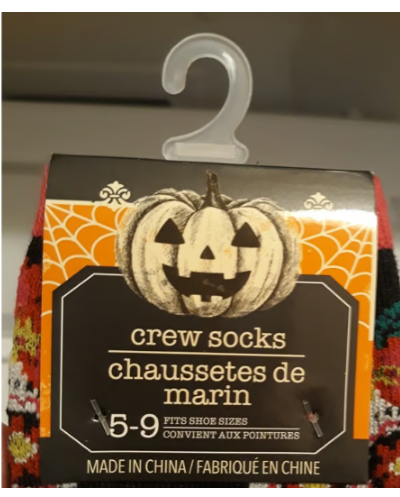 crew socks
chaussetes de
marin
5-9 FITS SHOE SIZES
CONVIENT AUX POINTURES
MADE IN CHINA / FABRIQUÉ EN CHINE